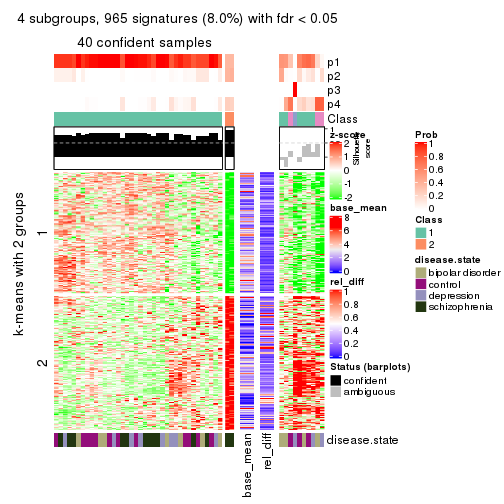 4 subgroups, 965 signatures (8.0%) with fdr < 0.05
40 confident samples
p1
p2
p3
p4
Class
1
Silhouette
score
k-means with 2 groups
1
2
base_mean
rel_diff
disease.state
z-score
2
1
0
-1
-2
base_mean
8
6
4
2
0
rel_diff
1
0.8
0.6
0.4
0.2
0
Status (barplots)
confident
ambiguous
Prob
1
0.8
0.6
0.4
0.2
0
Class
1
2
disease.state
bipolar disorder
control
depression
schizophrenia